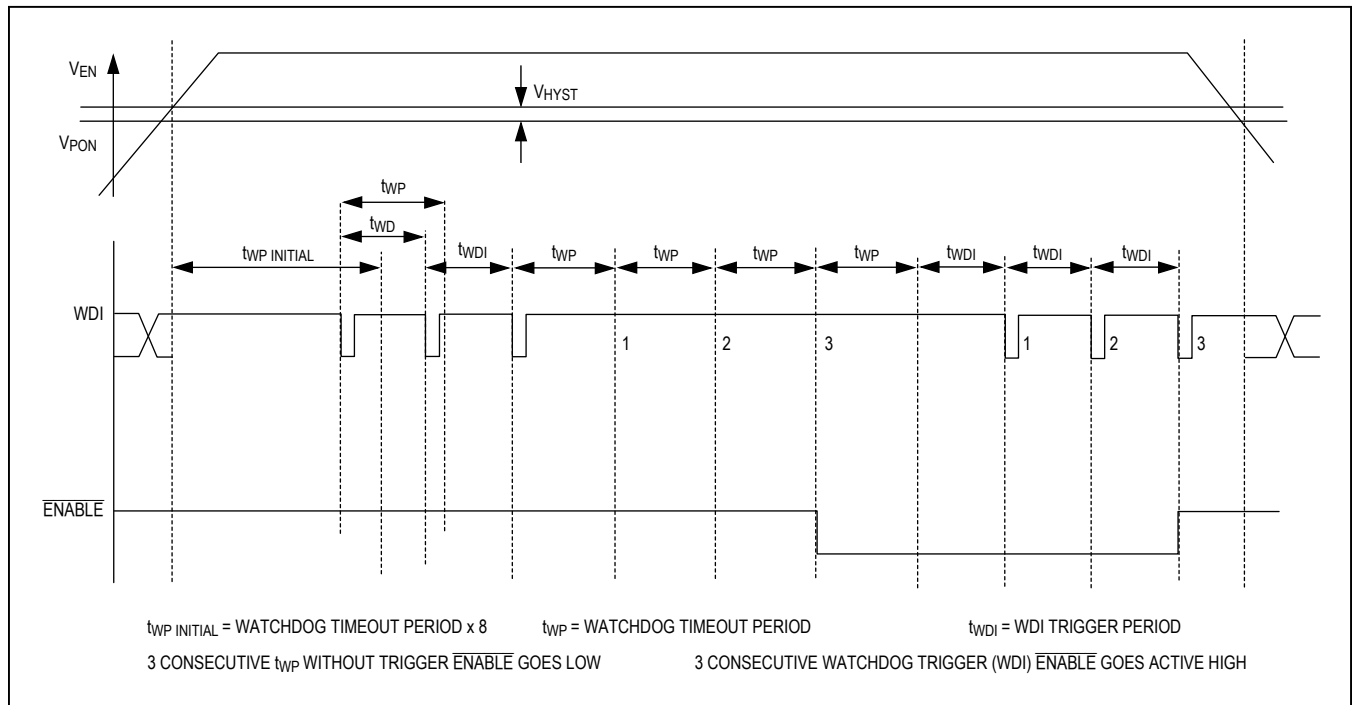 VEN
VHYST
VPON
tWP
tWD
tWP INITIAL
tWDI
tWP
tWP
tWP
tWP
tWDI
tWDI
tWDI
WDI
1
2
3
1
2
3
ENABLE
tWP INITIAL = WATCHDOG TIMEOUT PERIOD x 8
tWP = WATCHDOG TIMEOUT PERIOD
tWDI = WDI TRIGGER PERIOD
3 CONSECUTIVE tWP WITHOUT TRIGGER ENABLE GOES LOW
3 CONSECUTIVE WATCHDOG TRIGGER (WDI) ENABLE GOES ACTIVE HIGH